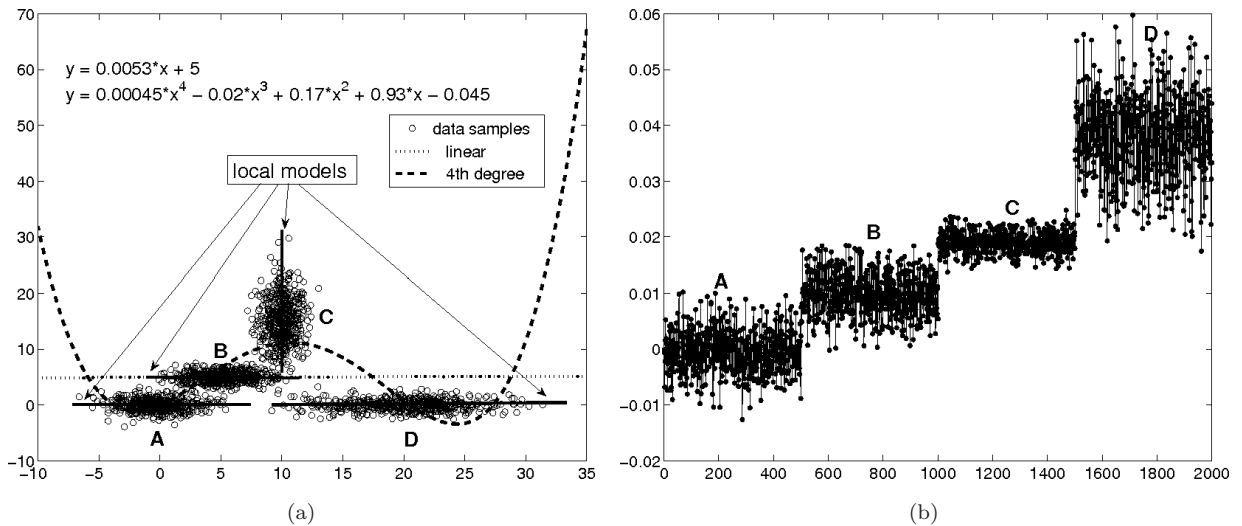 70
60
50
40
30
20
10
0
−10
−10 −5 0 5 10 15 20 25 30 35
y = 0.0053*x + 5
y = 0.00045*x^4 − 0.02*x^3 + 0.17*x^2 + 0.93*x − 0.045
data samples
linear
4th degree
local models
A
B
C
D
(a)
0.06
0.05
0.04
0.03
0.02
0.01
0
−0.01
−0.02
0 200 400 600 800 1000 1200 1400 1600 1800 2000
A
B
C
D
(b)